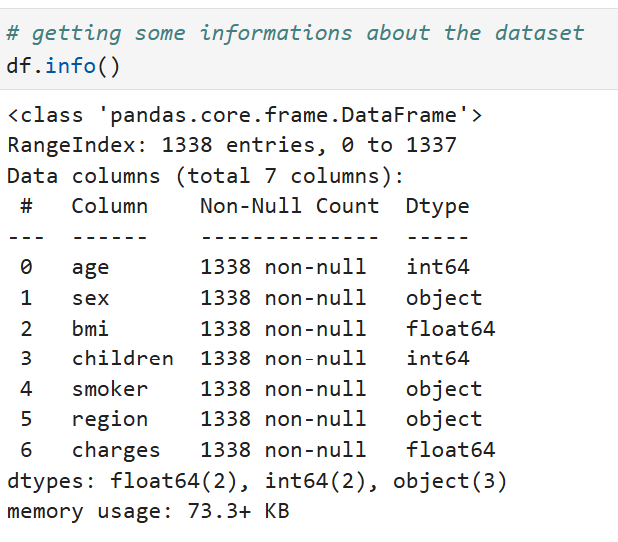 # getting some informations about the dataset
df.info()
<class 'pandas.core.frame.DataFrame'>
RangeIndex: 1338 entries, 0 to 1337
Data columns (total 7 columns):
 #   Column    Non-Null Count  Dtype
---  ------    --------------  -----
 0   age       1338 non-null   int64
 1   sex       1338 non-null   object
 2   bmi       1338 non-null   float64
 3   children  1338 non-null   int64
 4   smoker    1338 non-null   object
 5   region    1338 non-null   object
 6   charges   1338 non-null   float64
dtypes: float64(2), int64(2), object(3)
memory usage: 73.3+ KB